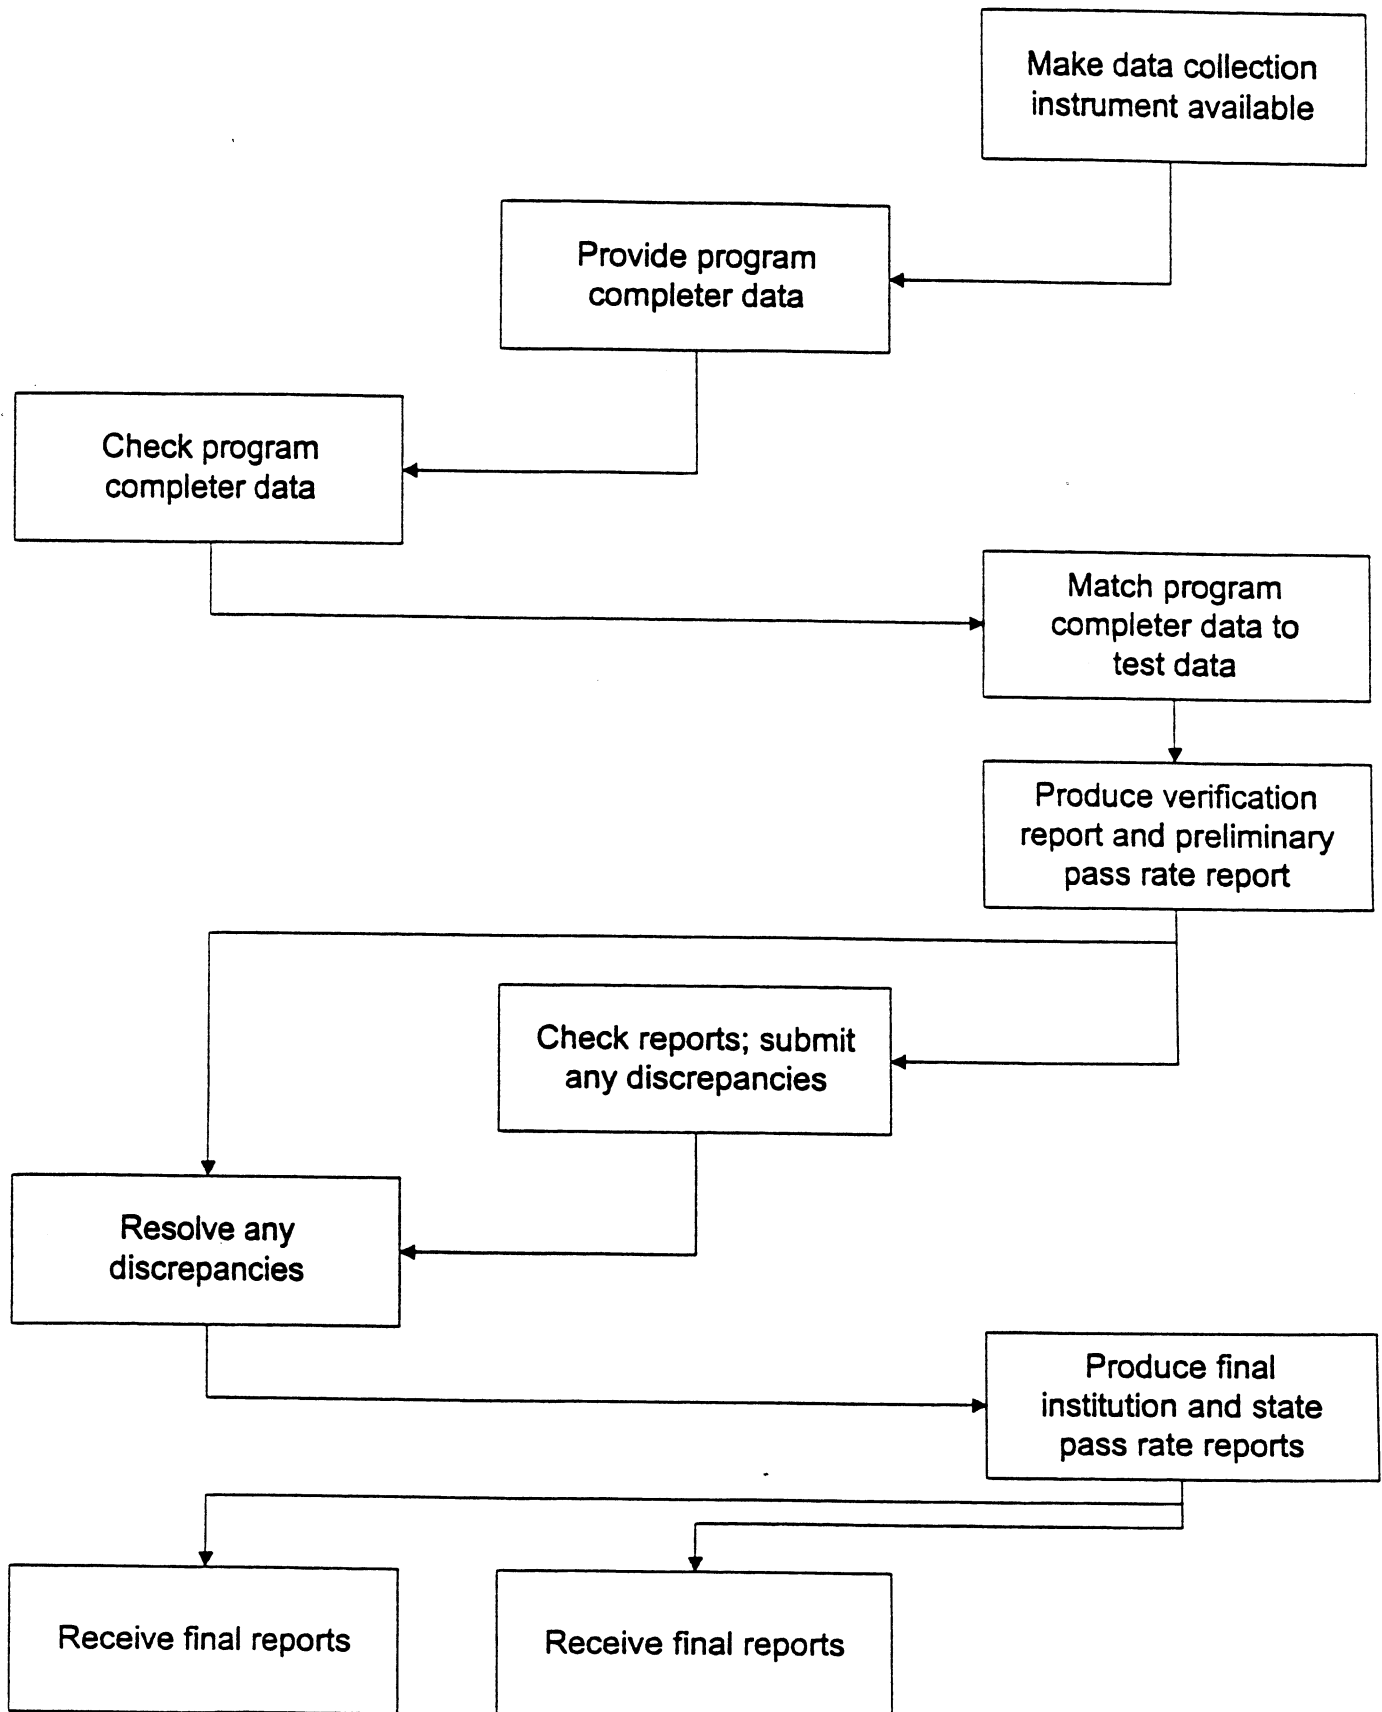 Make data collection
instrument available
Provide program
completer data
Check program
completer data
Match program
completer data to
test data
Produce verification
report and preliminary
pass rate report
Check reports; submit
any discrepancies
Resolve any
discrepancies
Produce final
institution and state
pass rate reports
Receive final reports
Receive final reports